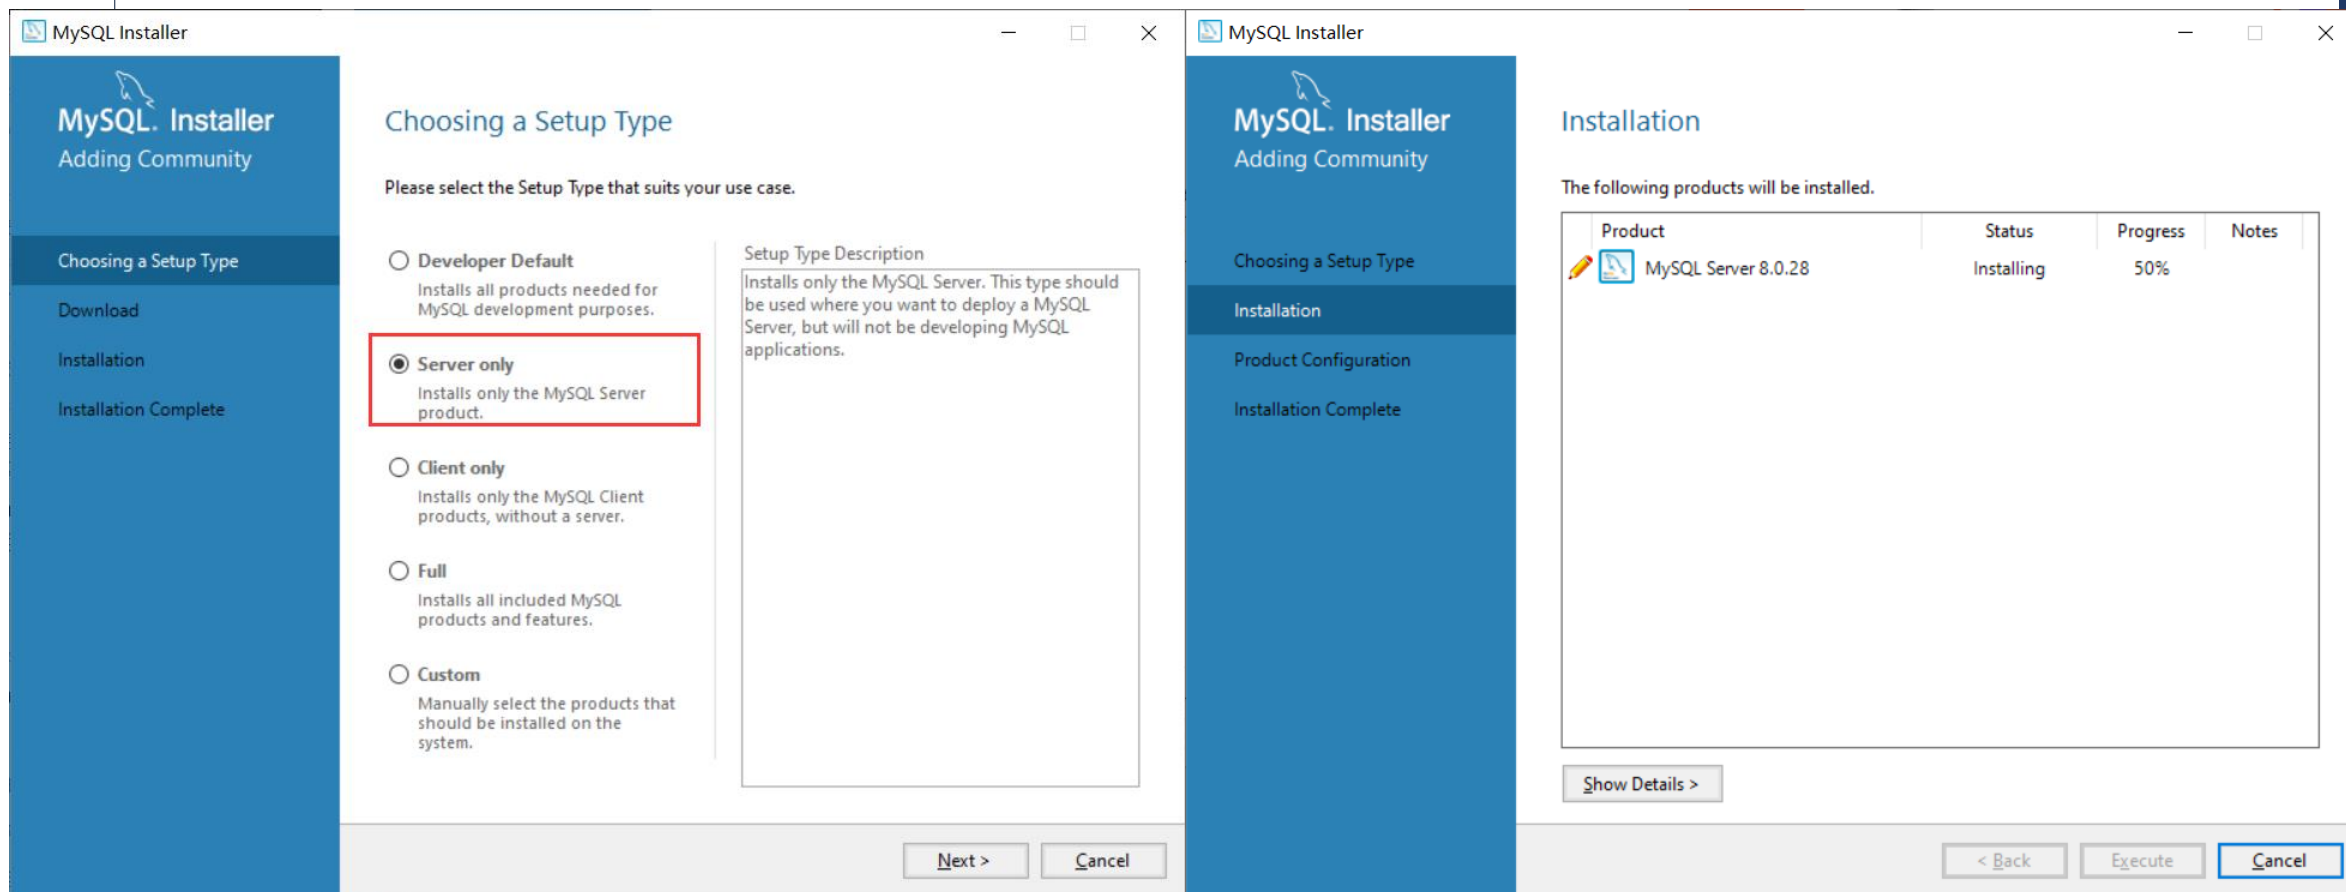 MySQL Installer
MySQL. Installer
Adding Community
Choosing a Setup Type
Download
Installation
Installation Complete
Choosing a Setup Type
Please select the Setup Type that suits your use case.
Developer Default
Installs all products needed for
MySQL development purposes.
Server only
Installs only the MySQL Server
product.
Client only
Installs only the MySQL Client
products, without a server.
Full
Installs all included MySQL
products and features.
Custom
Manually select the products that
should be installed on the
system.
Setup Type Description
Installs only the MySQL Server. This type should
be used where you want to deploy a MySQL
Server, but will not be developing MySQL
applications.
Next >
Cancel
MySQL Installer
MySQL. Installer
Adding Community
Choosing a Setup Type
Installation
Product Configuration
Installation Complete
Installation
The following products will be installed.
Product Status Progress Notes
MySQL Server 8.0.28 Installing 50%
Show Details >
< Back
Execute
Cancel